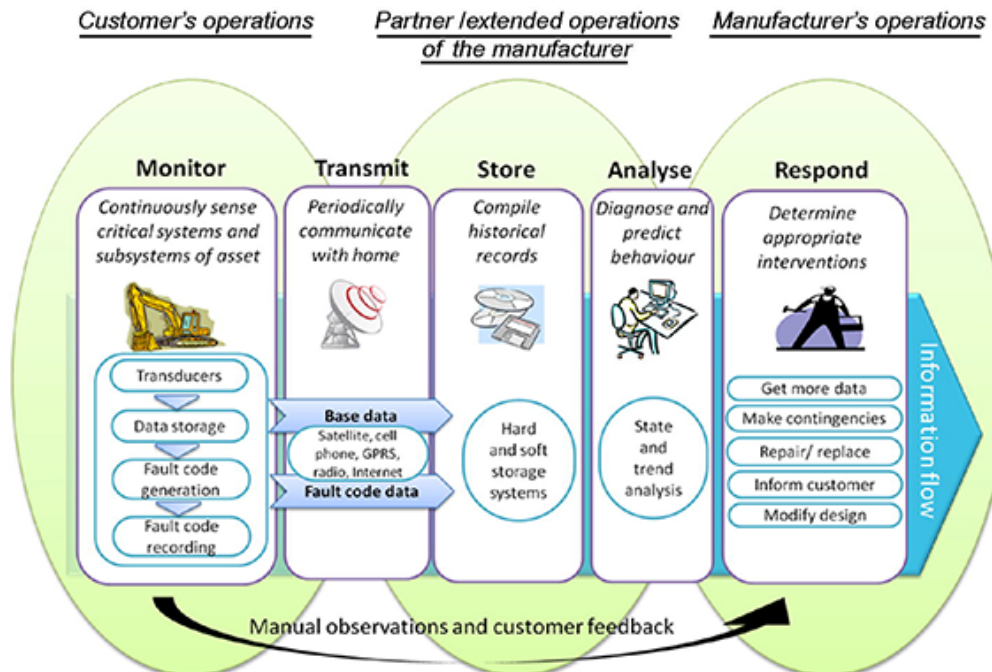 Customer's operations
Partner /extended operations
of the manufacturer
Manufacturer's operations
Monitor
Continuously sense
critical systems and
subsystems of asset
Transducers
Data storage
Fault code
generation
Fault code
recording
Transmit
Periodically
communicate
with home
Base data
Satellite, cell
phone, GPRS,
radio, Internet
Fault code data
Store
Compile
historical
records
Hard
and soft
storage
systems
Analyse
Diagnose and
predict
behaviour
State
and
trend
analysis
Respond
Determine
appropriate
interventions
Get more data
Make contingencies
Repair/ replace
Inform customer
Modify design
Information flow
Manual observations and customer feedback